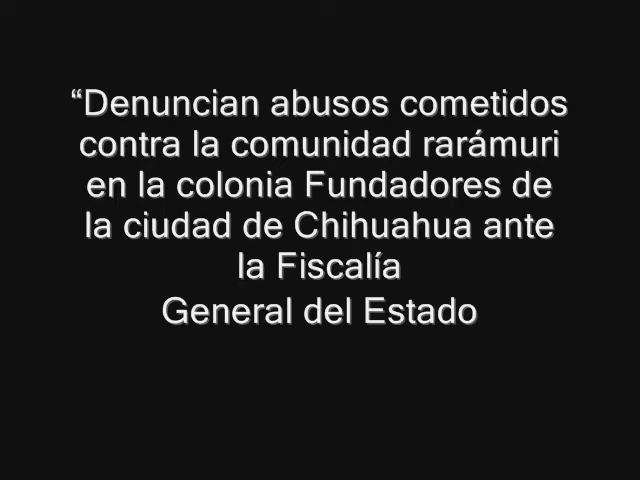 “Denuncian abusos cometidos
contra la comunidad rarámuri
en la colonia Fundadores de
la ciudad de Chihuahua ante
la Fiscalía
General del Estado